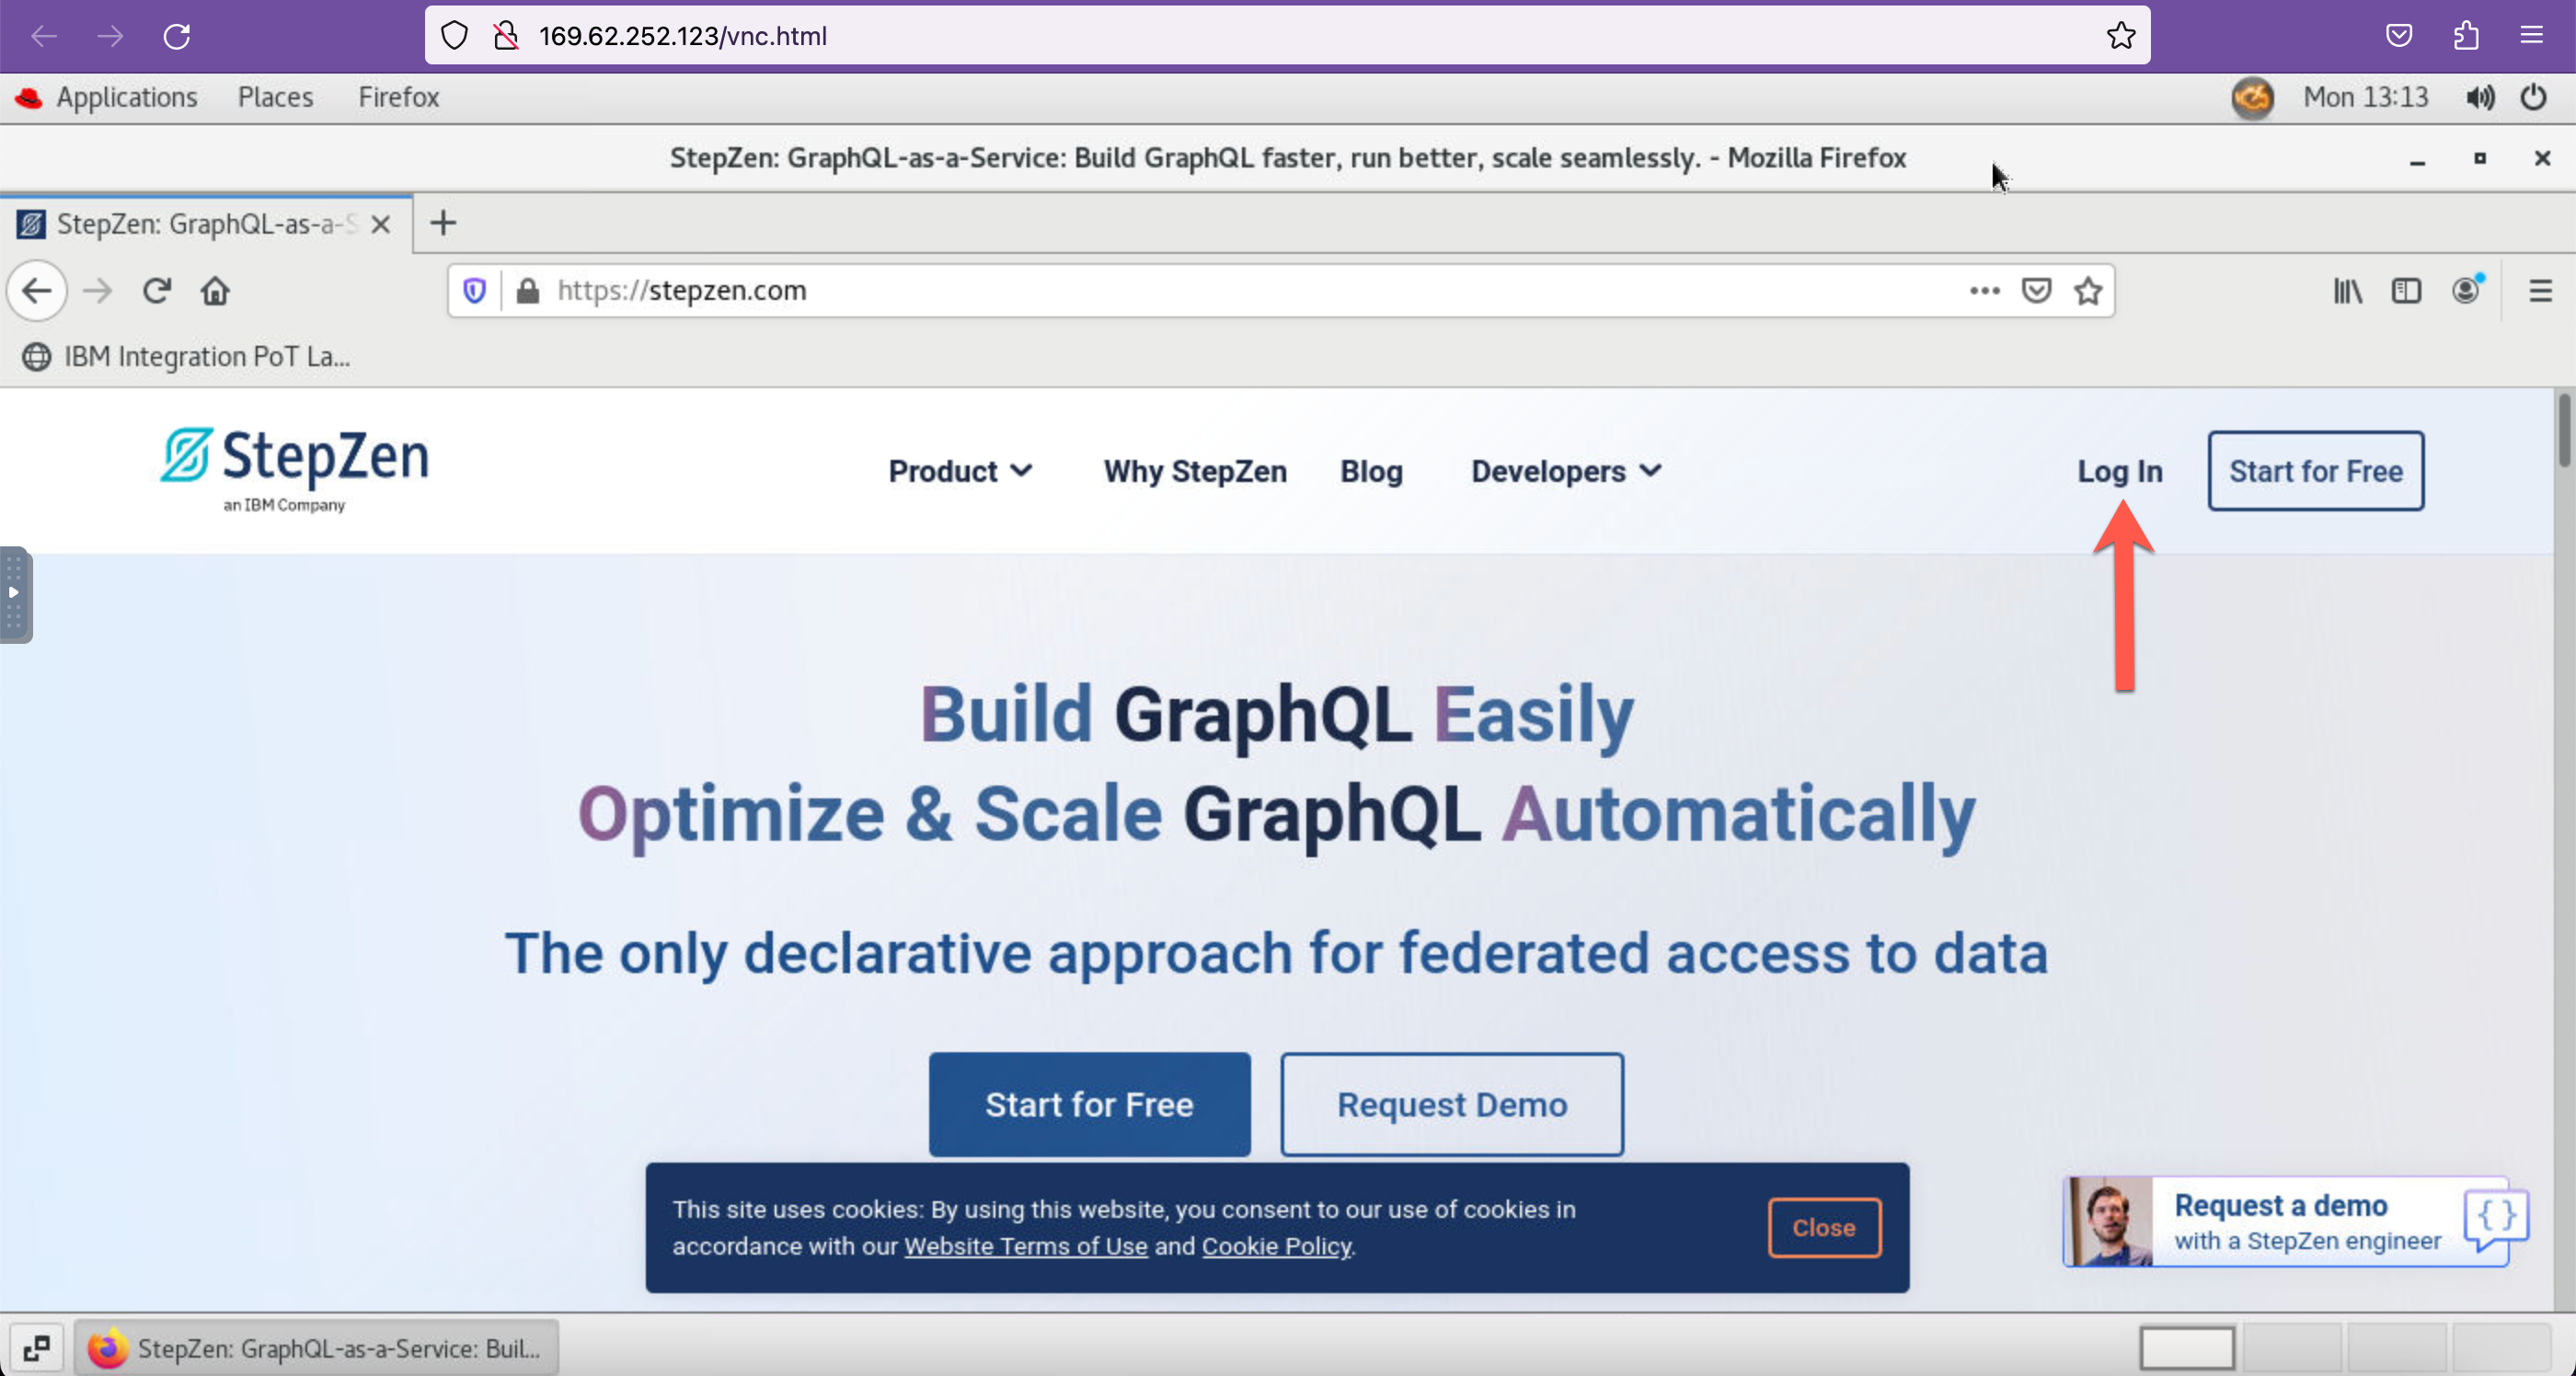 169.62.252.123/vnc.html
Applications Places Firefox Mon 13:13
StepZen: GraphQL-as-a-Service: Build GraphQL faster, run better, scale seamlessly. - Mozilla Firefox
StepZen: GraphQL-as-a-S
https://stepzen.com
IBM Integration PoT La...
StepZen
an IBM Company
Product Why StepZen Blog Developers Log In Start for Free
Build GraphQL Easily
Optimize & Scale GraphQL Automatically
The only declarative approach for federated access to data
Start for Free Request Demo
This site uses cookies: By using this website, you consent to our use of cookies in
accordance with our Website Terms of Use and Cookie Policy.
Close
Request a demo
with a StepZen engineer
{ }
StepZen: GraphQL-as-a-Service: Buil...